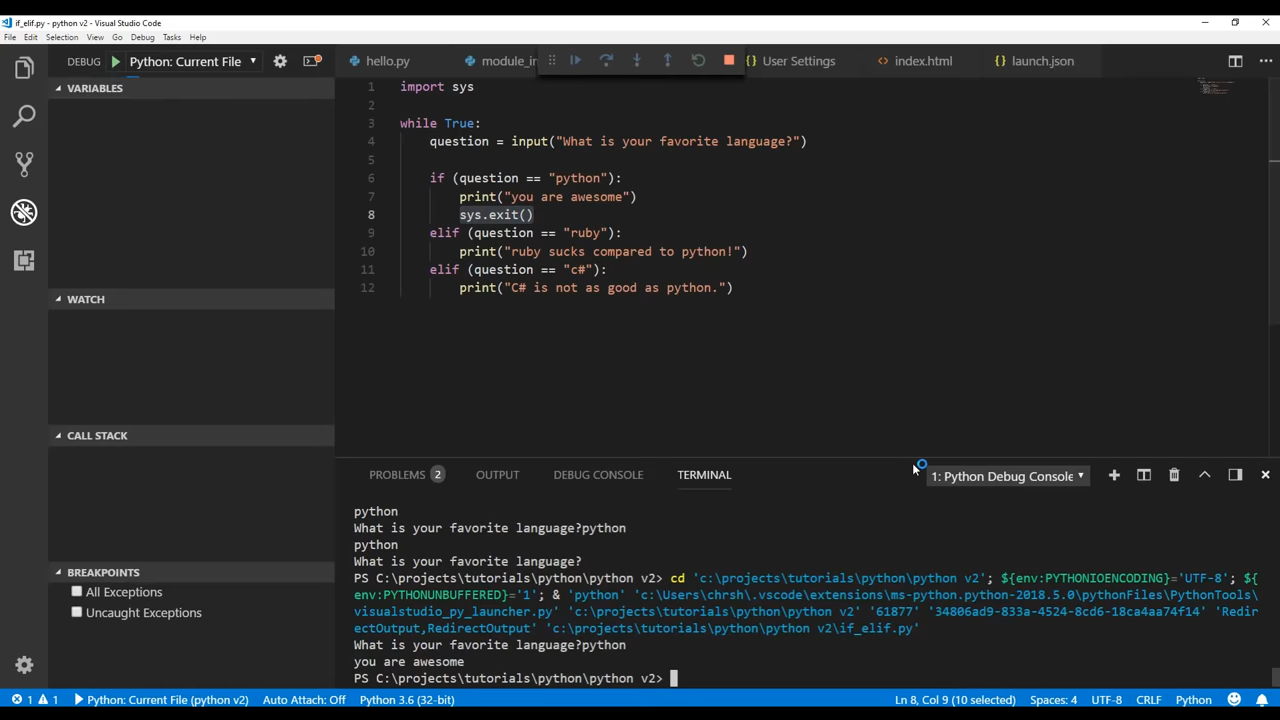 if_elif.py - python v2 - Visual Studio Code
File Edit Selection View Go Debug Tasks Help
DEBUG Python: Current File
hello.py module_in User Settings index.html launch.json
VARIABLES
WATCH
CALL STACK
BREAKPOINTS
All Exceptions
Uncaught Exceptions
1 import sys
2
3 while True:
4 question = input("What is your favorite language?")
5
6 if (question == "python"):
7 print("you are awesome")
8 sys.exit()
9 elif (question == "ruby"):
10 print("ruby sucks compared to python!")
11 elif (question == "c#"):
12 print("C# is not as good as python.")
PROBLEMS 2 OUTPUT DEBUG CONSOLE TERMINAL 1: Python Debug Console
python
What is your favorite language?python
python
What is your favorite language?
PS C:\projects\tutorials\python\python v2> cd 'c:\projects\tutorials\python\python v2'; ${env:PYTHONIOENCODING}='UTF-8'; ${
env:PYTHONUNBUFFERED}='1'; & 'python' 'c:\Users\chrsh\.vscode\extensions\ms-python.python-2018.5.0\pythonFiles\PythonTools\
visualstudio_py_launcher.py' 'c:\projects\tutorials\python\python v2' '61877' '34806ad9-833a-4524-8cd6-18ca4aa74f14' 'Redir
ectOutput,RedirectOutput' 'c:\projects\tutorials\python\python v2\if_elif.py'
What is your favorite language?python
you are awesome
PS C:\projects\tutorials\python\python v2>
1 1 Python: Current File (python v2) Auto Attach: Off Python 3.6 (32-bit) Ln 8, Col 9 (10 selected) Spaces: 4 UTF-8 CRLF Python